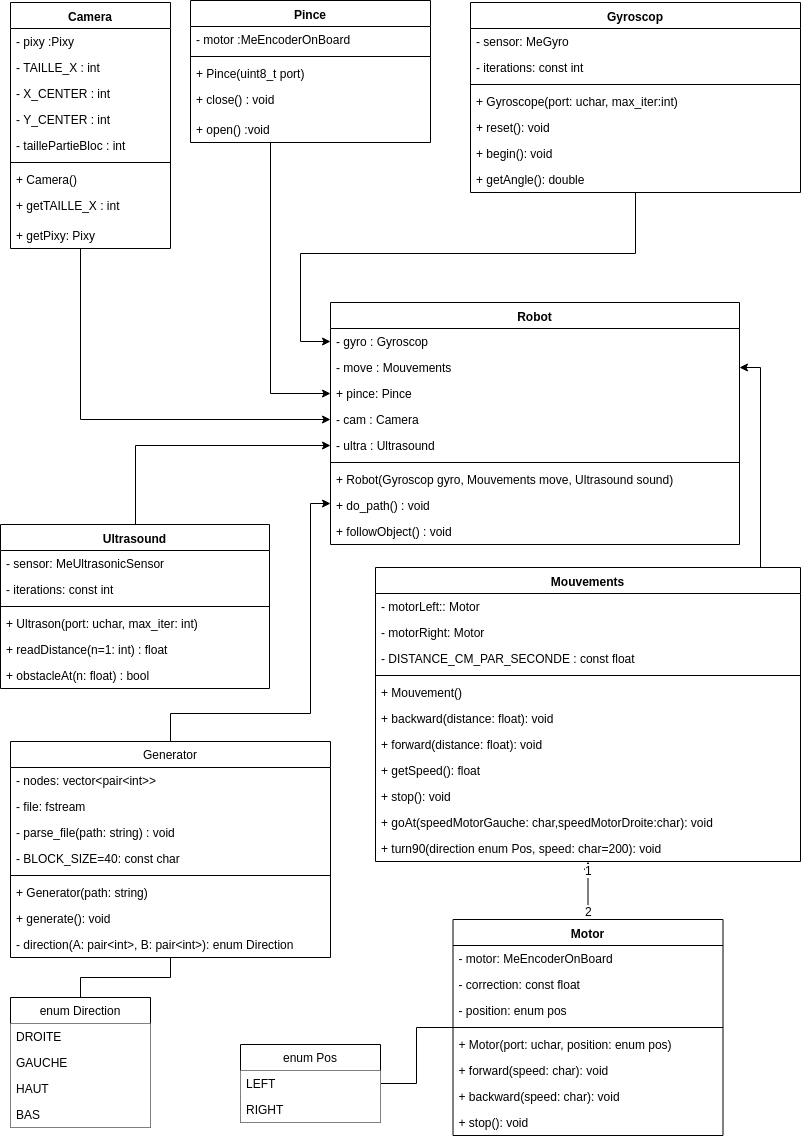 Camera
- pixy :Pixy
- TAILLE_X : int
- X_CENTER : int
- Y_CENTER : int
- taillePartieBloc : int
+ Camera()
+ getTAILLE_X : int
+ getPixy: Pixy
Pince
- motor :MeEncoderOnBoard
+ Pince(uint8_t port)
+ close() : void
+ open() :void
Gyroscop
- sensor: MeGyro
- iterations: const int
+ Gyroscope(port: uchar, max_iter:int)
+ reset(): void
+ begin(): void
+ getAngle(): double
Robot
- gyro : Gyroscop
- move : Mouvements
+ pince: Pince
- cam : Camera
- ultra : Ultrasound
+ Robot(Gyroscop gyro, Mouvements move, Ultrasound sound)
+ do_path() : void
+ followObject() : void
Ultrasound
- sensor: MeUltrasonicSensor
- iterations: const int
+ Ultrason(port: uchar, max_iter: int)
+ readDistance(n=1: int) : float
+ obstacleAt(n: float) : bool
Mouvements
- motorLeft:: Motor
- motorRight: Motor
- DISTANCE_CM_PAR_SECONDE : const float
+ Mouvement()
+ backward(distance: float): void
+ forward(distance: float): void
+ getSpeed(): float
+ stop(): void
+ goAt(speedMotorGauche: char,speedMotorDroite:char): void
+ turn90(direction enum Pos, speed: char=200): void
1
2
Generator
- nodes: vector<pair<int>>
- file: fstream
- parse_file(path: string) : void
- BLOCK_SIZE=40: const char
+ Generator(path: string)
+ generate(): void
- direction(A: pair<int>, B: pair<int>): enum Direction
Motor
- motor: MeEncoderOnBoard
- correction: const float
- position: enum pos
+ Motor(port: uchar, position: enum pos)
+ forward(speed: char): void
+ backward(speed: char): void
+ stop(): void
enum Direction
DROITE
GAUCHE
HAUT
BAS
enum Pos
LEFT
RIGHT